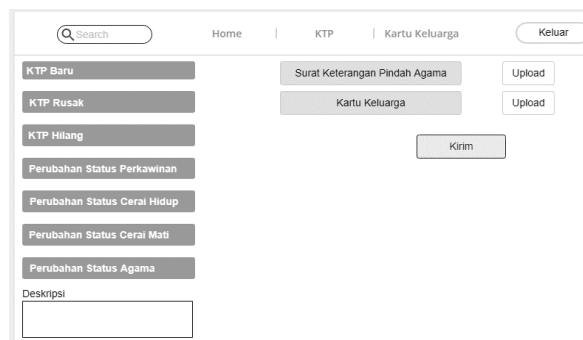 Search
Home | KTP | Kartu Keluarga
Keluar
KTP Baru
KTP Rusak
KTP Hilang
Perubahan Status Perkawinan
Perubahan Status Cerai Hidup
Perubahan Status Cerai Mati
Perubahan Status Agama
Deskripsi
Surat Keterangan Pindah Agama
Upload
Kartu Keluarga
Upload
Kirim